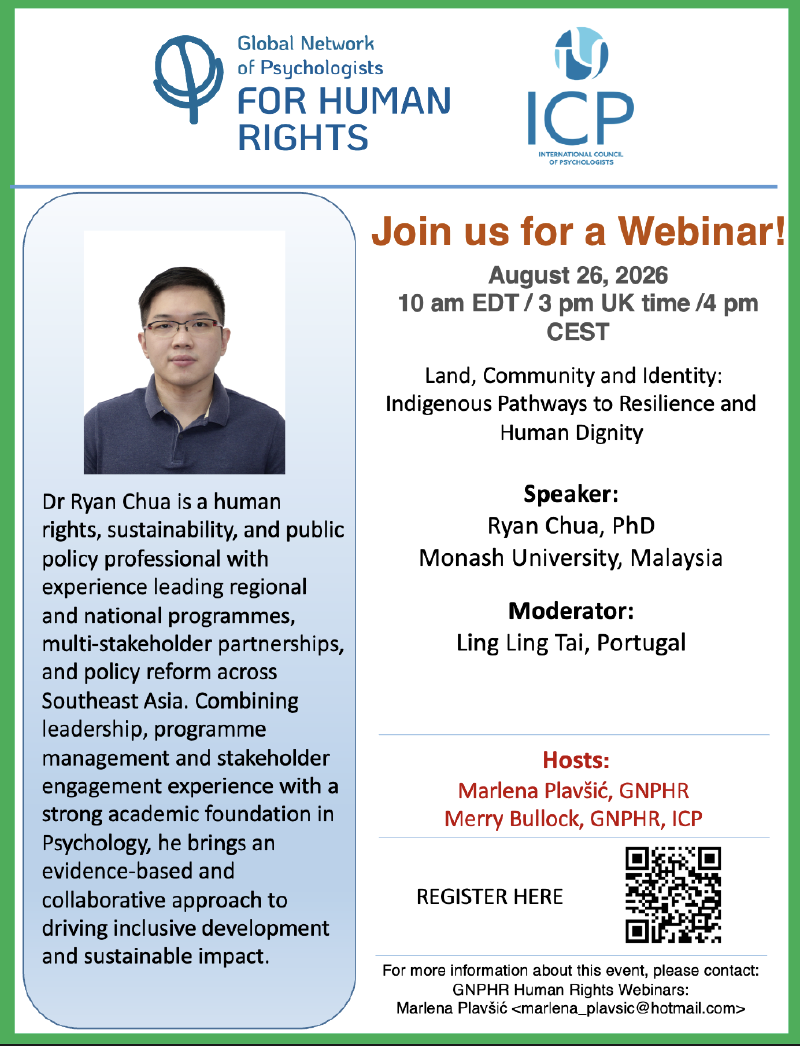 Global Network
of Psychologists
FOR HUMAN
RIGHTS
ICP
INTERNATIONAL COUNCIL
OF PSYCHOLOGISTS
Dr Ryan Chua is a human
rights, sustainability, and public
policy professional with
experience leading regional
and national programmes,
multi-stakeholder partnerships,
and policy reform across
Southeast Asia. Combining
leadership, programme
management and stakeholder
engagement experience with a
strong academic foundation in
Psychology, he brings an
evidence-based and
collaborative approach to
driving inclusive development
and sustainable impact.
Join us for a Webinar!
August 26, 2026
10 am EDT / 3 pm UK time /4 pm
CEST
Land, Community and Identity:
Indigenous Pathways to Resilience and
Human Dignity
Speaker:
Ryan Chua, PhD
Monash University, Malaysia
Moderator:
Ling Ling Tai, Portugal
Hosts:
Marlena Plavšić, GNPHR
Merry Bullock, GNPHR, ICP
REGISTER HERE
For more information about this event, please contact:
GNPHR Human Rights Webinars:
Marlena Plavšić <marlena_plavsic@hotmail.com>